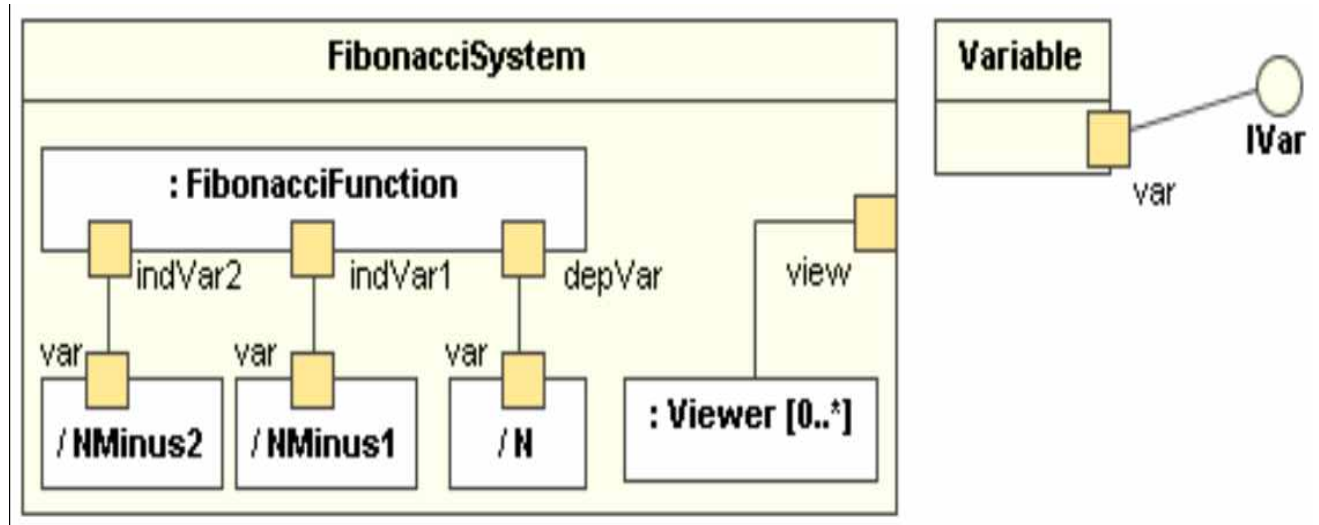 FibonacciSystem
Variable
IVar
var
: FibonacciFunction
indVar2
indVar1
depVar
view
var
var
var
: Viewer [0..*]
/ NMinus2
/ NMinus1
/ N